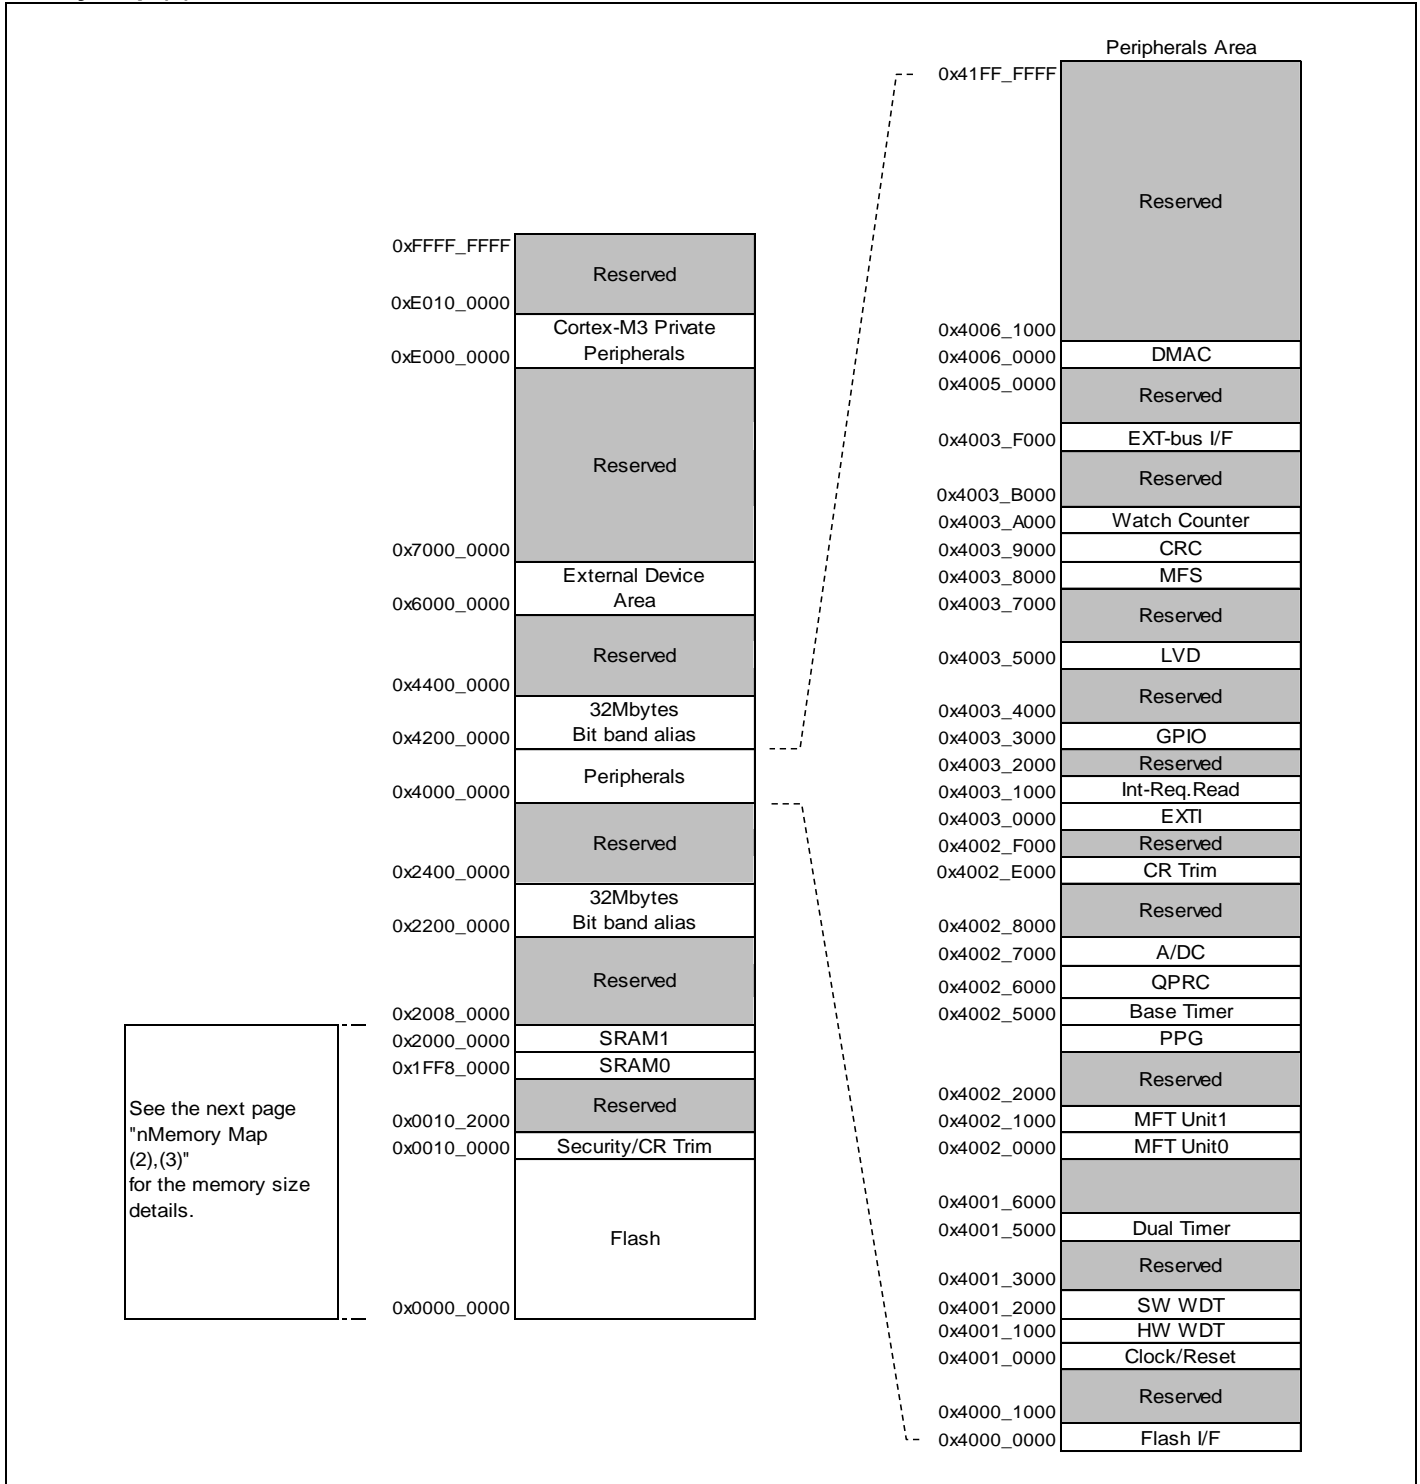 0xFFFF_FFFF
Reserved
0xE010_0000
Cortex-M3 Private
Peripherals
0xE000_0000
Reserved
0x7000_0000
External Device
Area
0x6000_0000
Reserved
0x4400_0000
32Mbytes
Bit band alias
0x4200_0000
Peripherals
0x4000_0000
Reserved
0x2400_0000
32Mbytes
Bit band alias
0x2200_0000
Reserved
0x2008_0000
0x2000_0000 SRAM1
0x1FF8_0000 SRAM0
Reserved
0x0010_2000
0x0010_0000 Security/CR Trim
Flash
0x0000_0000
See the next page
"nMemory Map
(2),(3)"
for the memory size
details.
Peripherals Area
0x41FF_FFFF
Reserved
0x4006_1000
0x4006_0000 DMAC
0x4005_0000
Reserved
0x4003_F000 EXT-bus I/F
Reserved
0x4003_B000
0x4003_A000 Watch Counter
0x4003_9000 CRC
0x4003_8000 MFS
0x4003_7000
Reserved
0x4003_5000 LVD
Reserved
0x4003_4000
0x4003_3000 GPIO
0x4003_2000 Reserved
0x4003_1000 Int-Req.Read
0x4003_0000 EXTI
0x4002_F000 Reserved
0x4002_E000 CR Trim
Reserved
0x4002_8000
0x4002_7000 A/DC
0x4002_6000 QPRC
0x4002_5000 Base Timer
PPG
Reserved
0x4002_2000
0x4002_1000 MFT Unit1
0x4002_0000 MFT Unit0
0x4001_6000
0x4001_5000 Dual Timer
Reserved
0x4001_3000
0x4001_2000 SW WDT
0x4001_1000 HW WDT
0x4001_0000 Clock/Reset
Reserved
0x4000_1000
0x4000_0000 Flash I/F